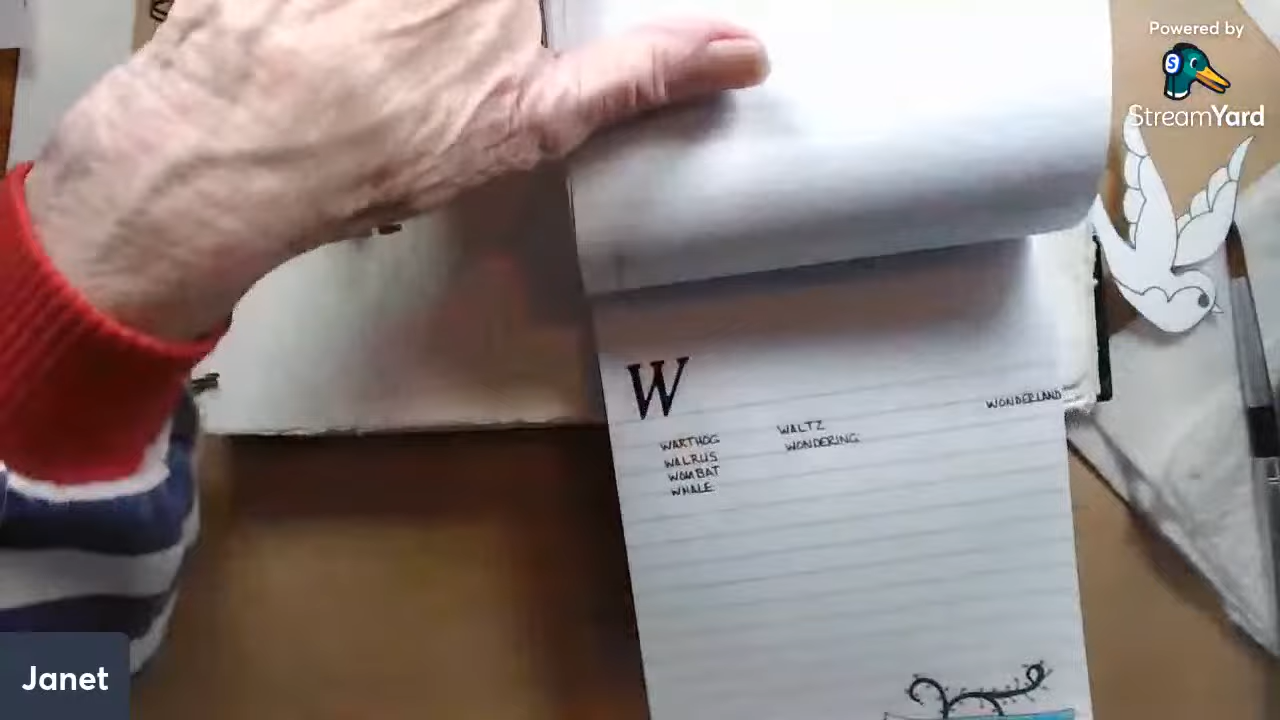 Powered by
StreamYard
W
WONDERLAND
WARTHOG
WALRUS
WOMBAT
WHALE
WALTZ
WONDERING
Janet